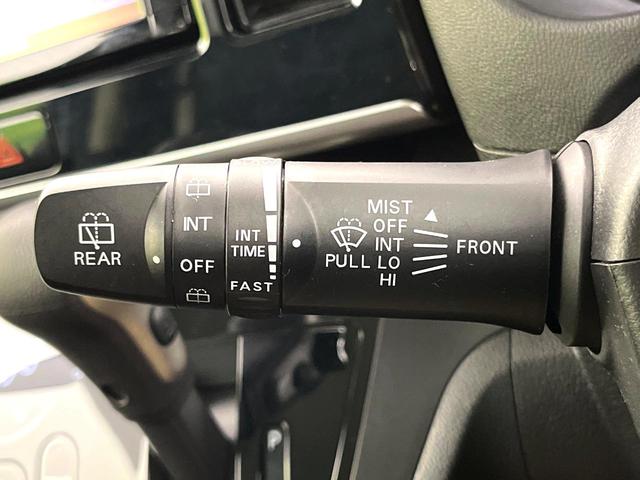 REAR
INT
OFF
INT
TIME
FAST
MIST
OFF
INT
PULL LO
HI
FRONT
P